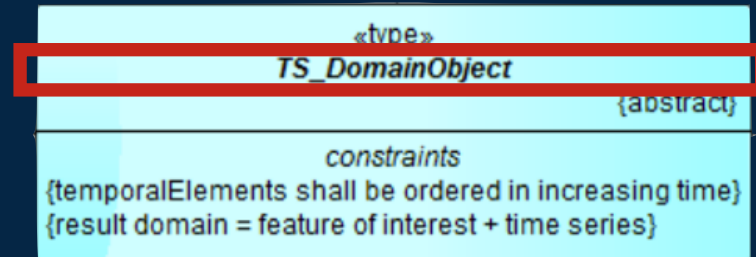 «type»
TS_DomainObject
{abstract}
constraints
{temporalElements shall be ordered in increasing time}
{result domain = feature of interest + time series}